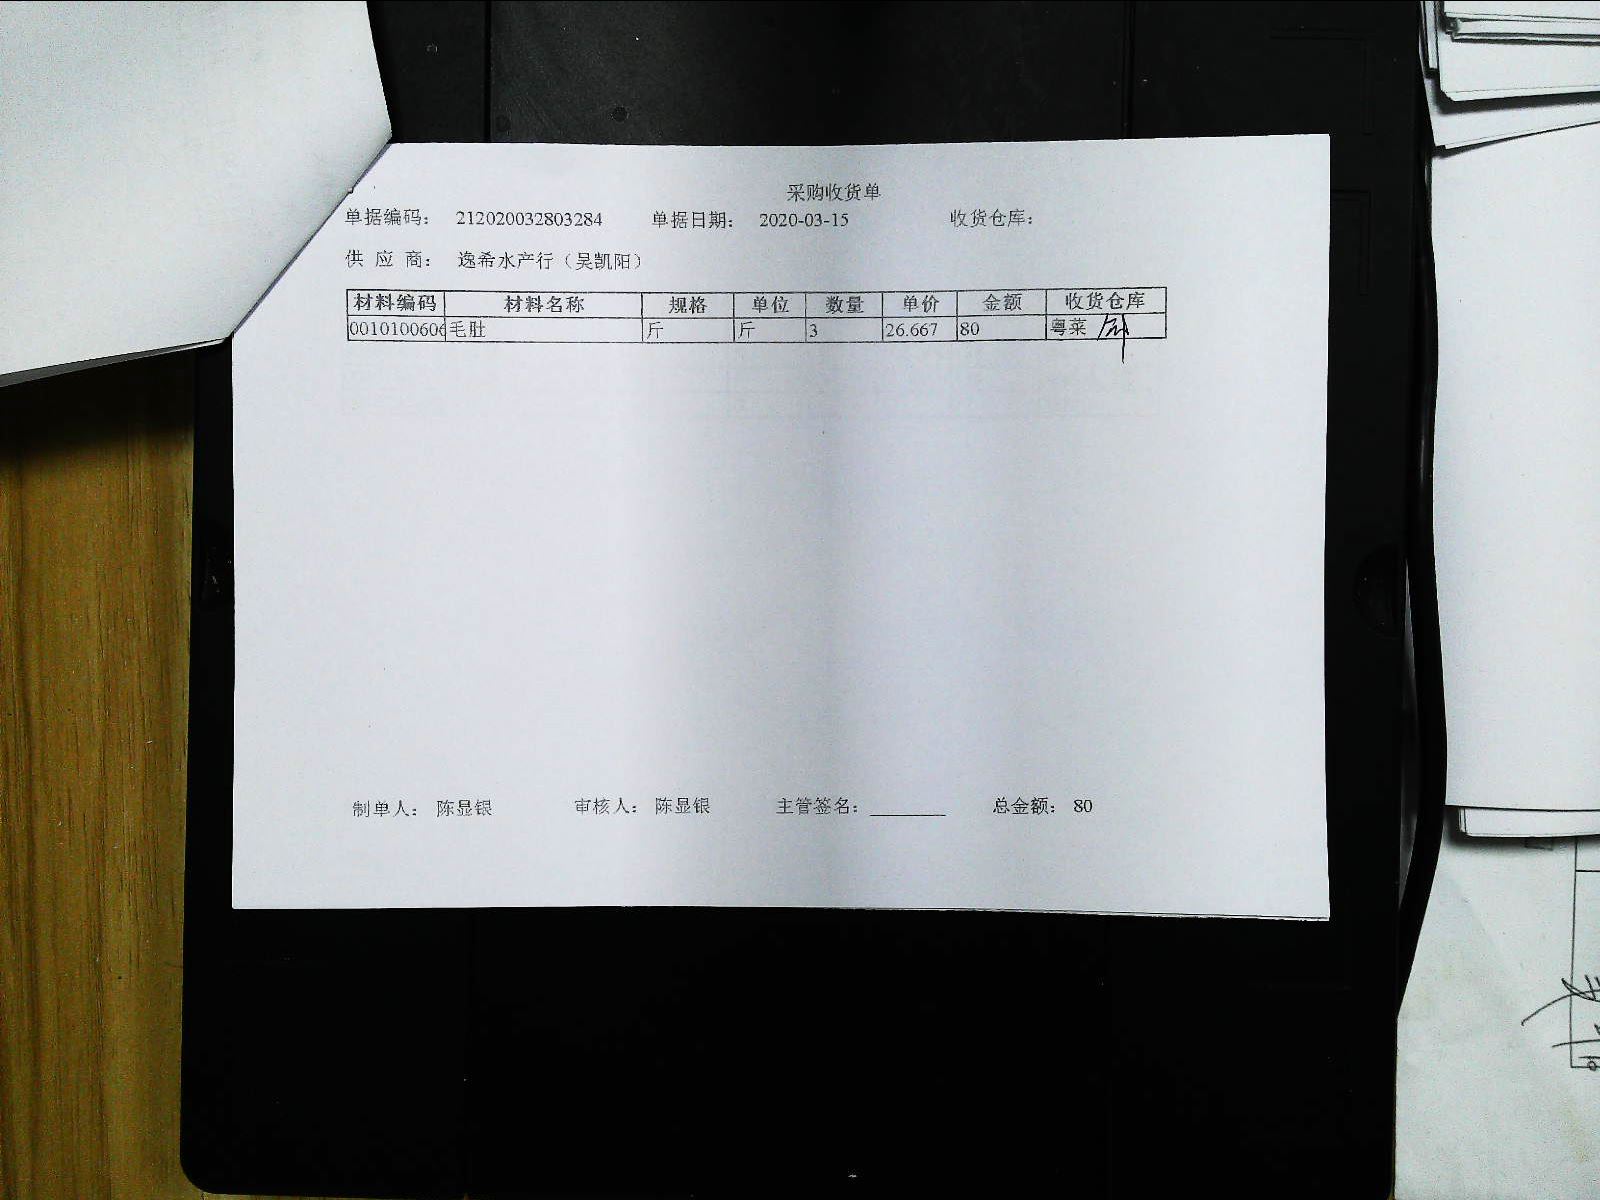 采购收货单
单据编码： 212020032803284 单据日期： 2020-03-15 收货仓库：
供 应 商： 逸希水产行（吴凯阳）
材料编码 材料名称 规格 单位 数量 单价 金额 收货仓库
0010100606 毛肚 斤 斤 3 26.667 80 粤菜
制单人： 陈显银 审核人： 陈显银 主管签名： 总金额： 80